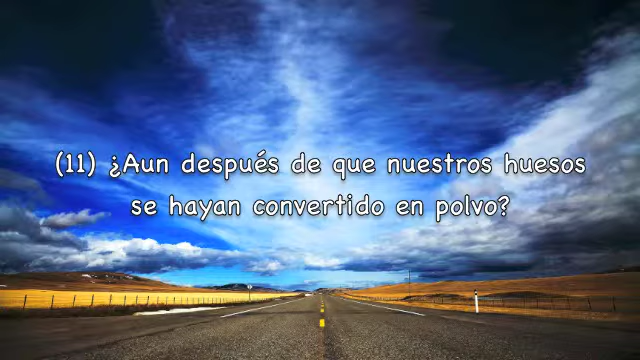 (11) ¿Aun después de que nuestros huesos
se hayan convertido en polvo?